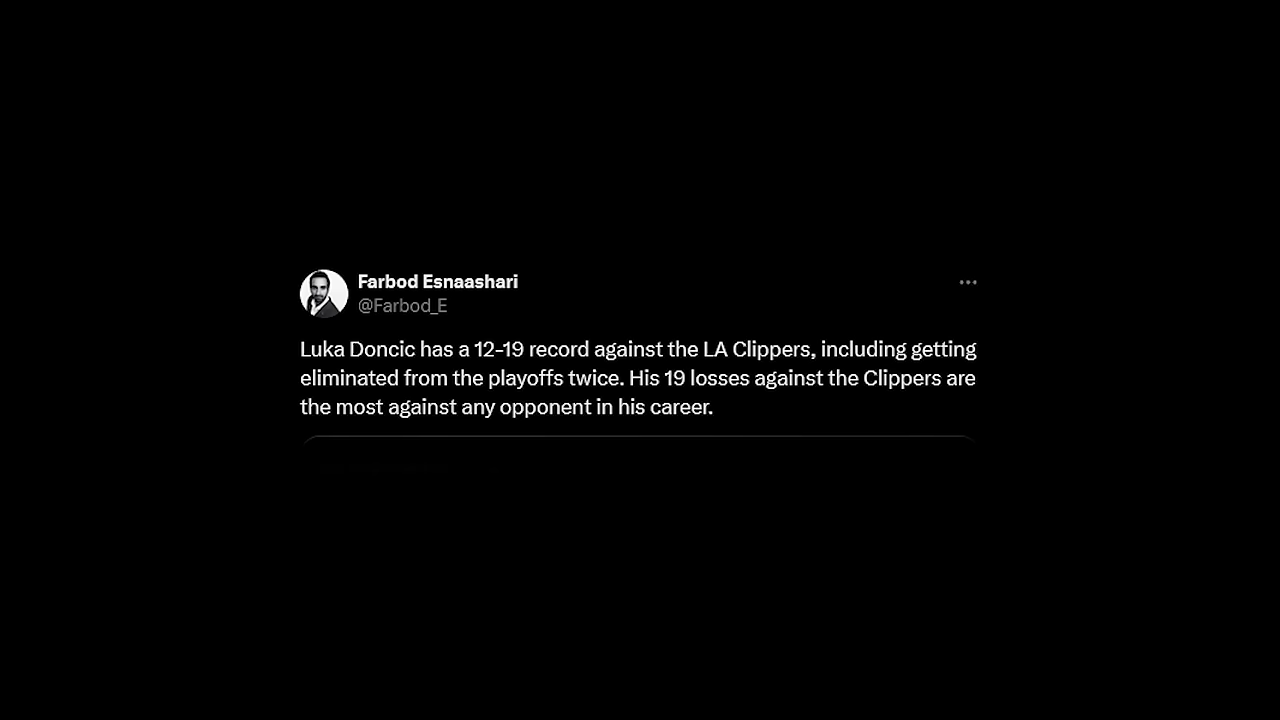 Farbod Esnaashari
@Farbod_E
Luka Doncic has a 12-19 record against the LA Clippers, including getting
eliminated from the playoffs twice. His 19 losses against the Clippers are
the most against any opponent in his career.